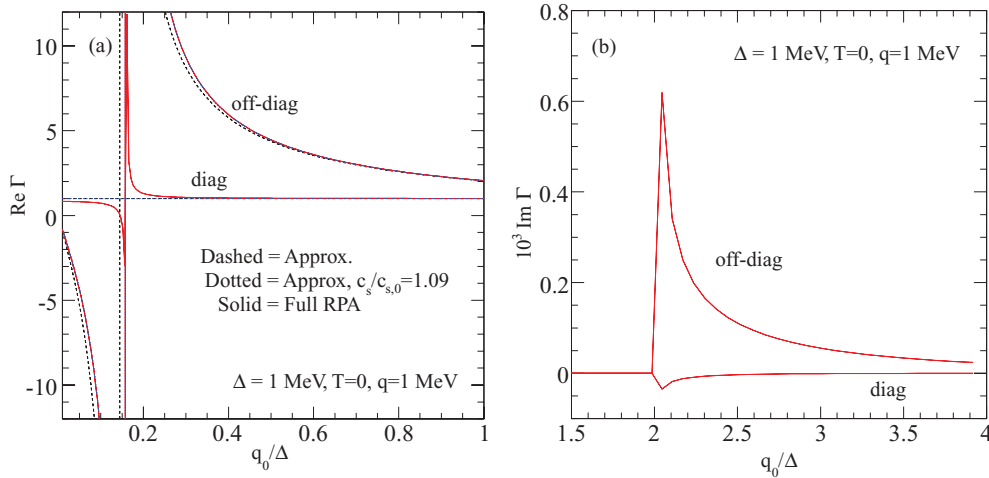 (a)
off-diag
diag
Dashed = Approx.
Dotted = Approx, c_s/c_{s,0}=1.09
Solid = Full RPA
Δ = 1 MeV, T=0, q=1 MeV
Re Γ
10
5
0
-5
-10
0.2
0.4
0.6
0.8
1
q_0/Δ
(b)
Δ = 1 MeV, T=0, q=1 MeV
off-diag
diag
10^3 Im Γ
0.8
0.6
0.4
0.2
0
1.5
2
2.5
3
3.5
4
q_0/Δ